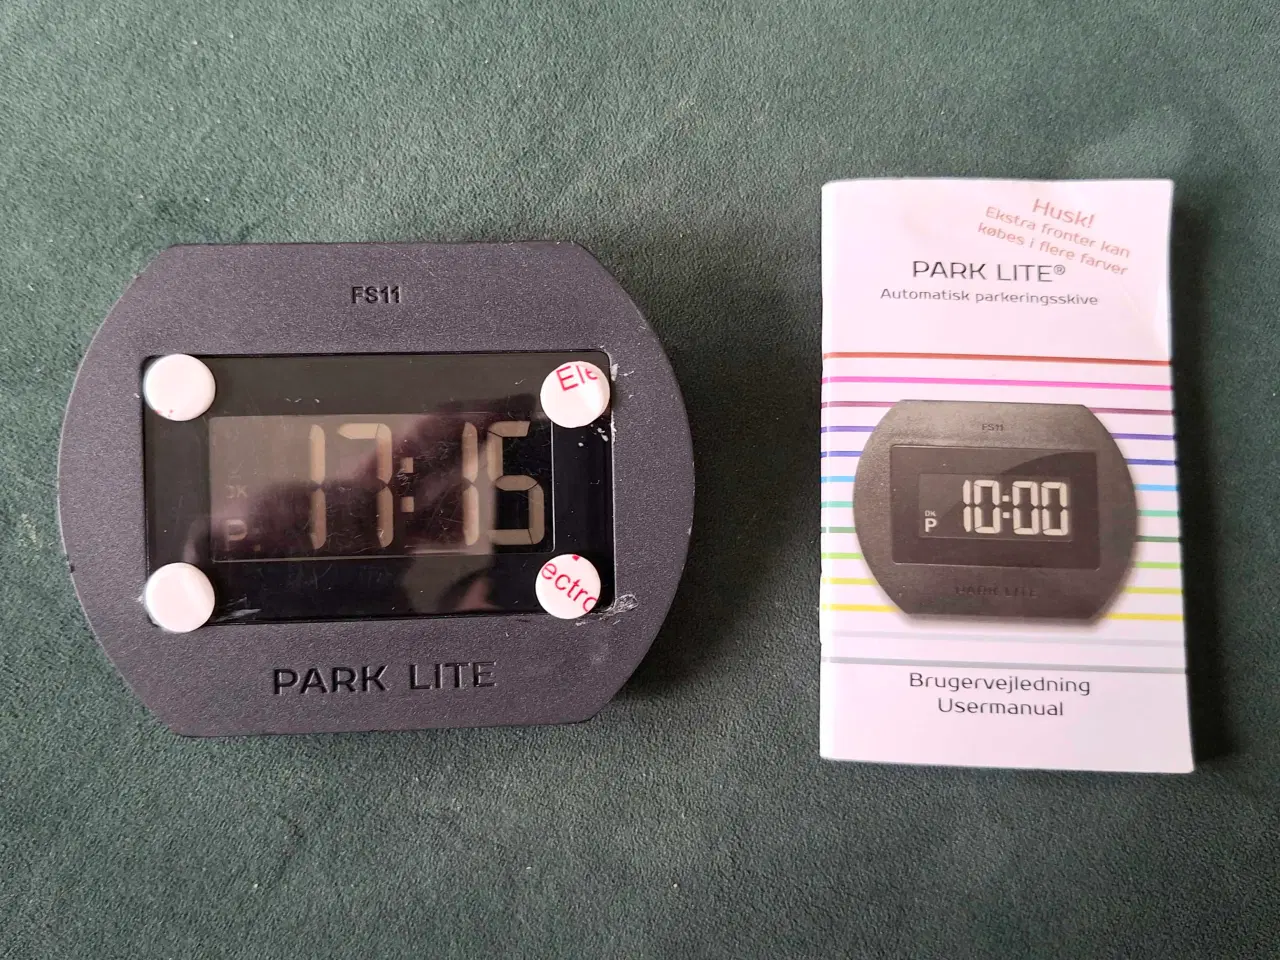 FS11
Ele
17:15
DK
P
ectro
PARK LITE
Husk!
Ekstra fronter kan
købes i flere farver
PARK LITE®
Automatisk parkeringsskive
FS11
10:00
DK
P
PARK LITE
Brugervejledning
Usermanual